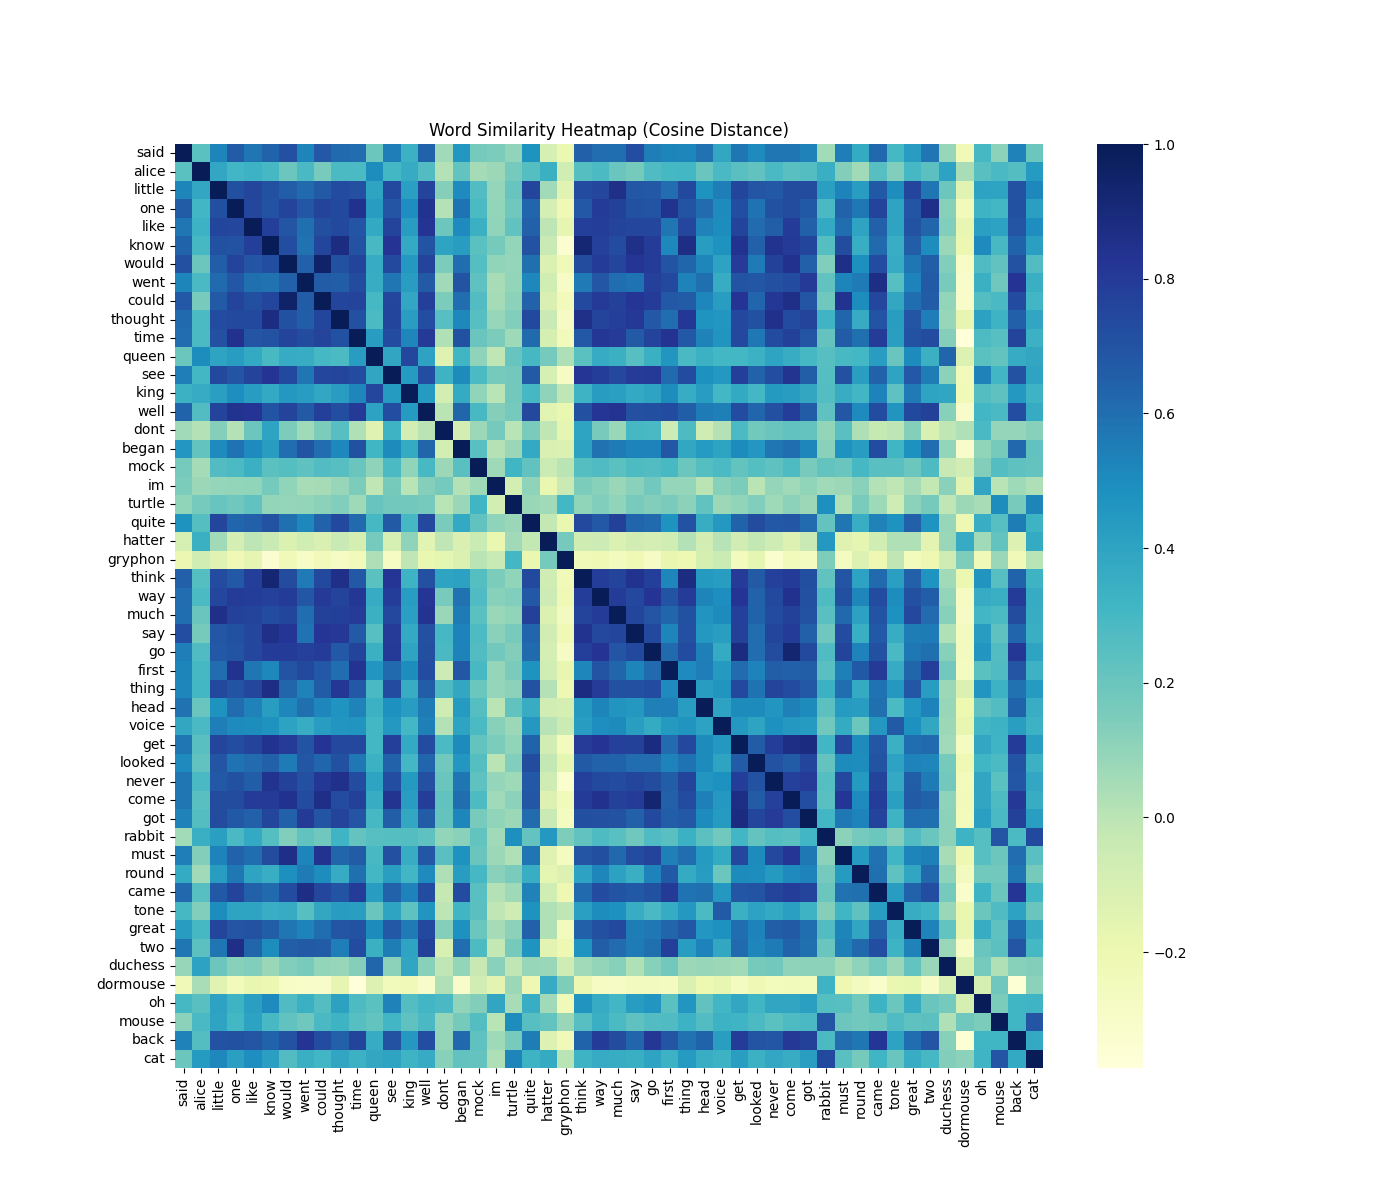 Word Similarity Heatmap (Cosine Distance)
said
alice
little
one
like
know
would
went
could
thought
time
queen
see
king
well
dont
began
mock
im
turtle
quite
hatter
gryphon
think
way
much
say
go
first
thing
head
voice
get
looked
never
come
got
rabbit
must
round
came
tone
great
two
duchess
dormouse
oh
mouse
back
cat
said alice little one like know would went could thought time queen see king well dont began mock im turtle quite hatter gryphon think way much say go first thing head voice get looked never come got rabbit must round came tone great two duchess dormouse oh mouse back cat
1.0
0.8
0.6
0.4
0.2
0.0
−0.2